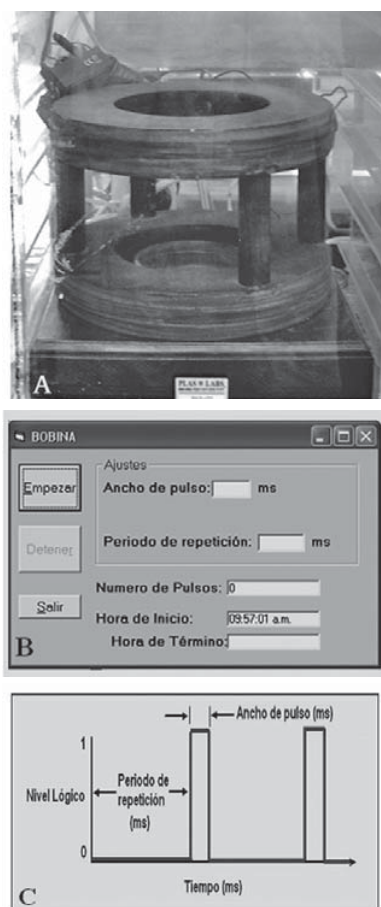 PLAS LABS
A
BOBINA
Ajustes
Empezar
Ancho de pulso: ms
Detener
Periodo de repetición: ms
Numero de Pulsos: 0
Salir
Hora de Inicio: 09:57:01 a.m.
Hora de Término:
B
Ancho de pulso (ms)
1
Nivel Lógico
Periodo de
repetición
(ms)
0
Tiempo (ms)
C